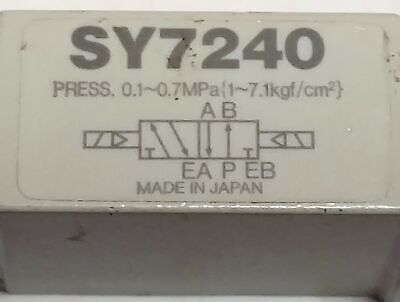 SY7240
PRESS. 0.1~0.7MPa{1~7.1kgf/cm²}
A B
EA P EB
MADE IN JAPAN